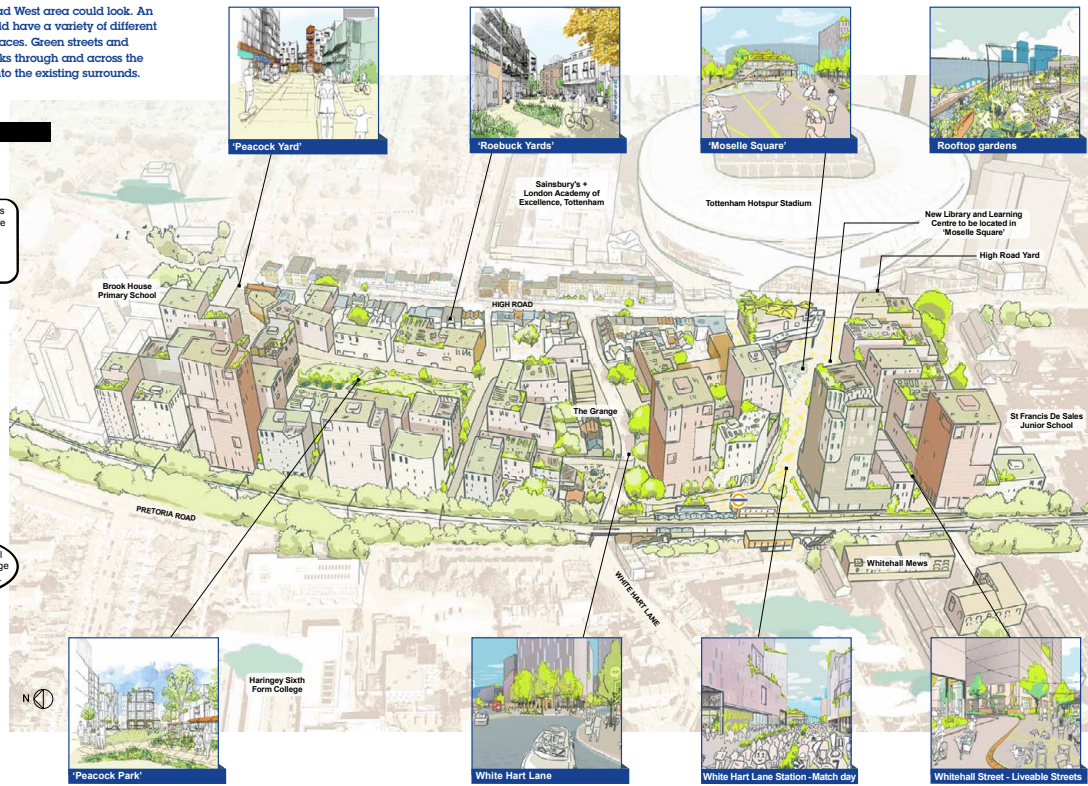 ad West area could look. An
ld have a variety of different
aces. Green streets and
ks through and across the
nto the existing surrounds.
'Peacock Yard'
'Roebuck Yards'
'Moselle Square'
Rooftop gardens
Sainsbury's +
London Academy of
Excellence, Tottenham
Tottenham Hotspur Stadium
New Library and Learning
Centre to be located in
'Moselle Square'
High Road Yard
s
e
Brook House
Primary School
HIGH ROAD
The Grange
St Francis De Sales
Junior School
PRETORIA ROAD
l
ge
.
Whitehall Mews
WHITE HART LANE
Haringey Sixth
Form College
N
'Peacock Park'
White Hart Lane
White Hart Lane Station -Match day
Whitehall Street - Liveable Streets